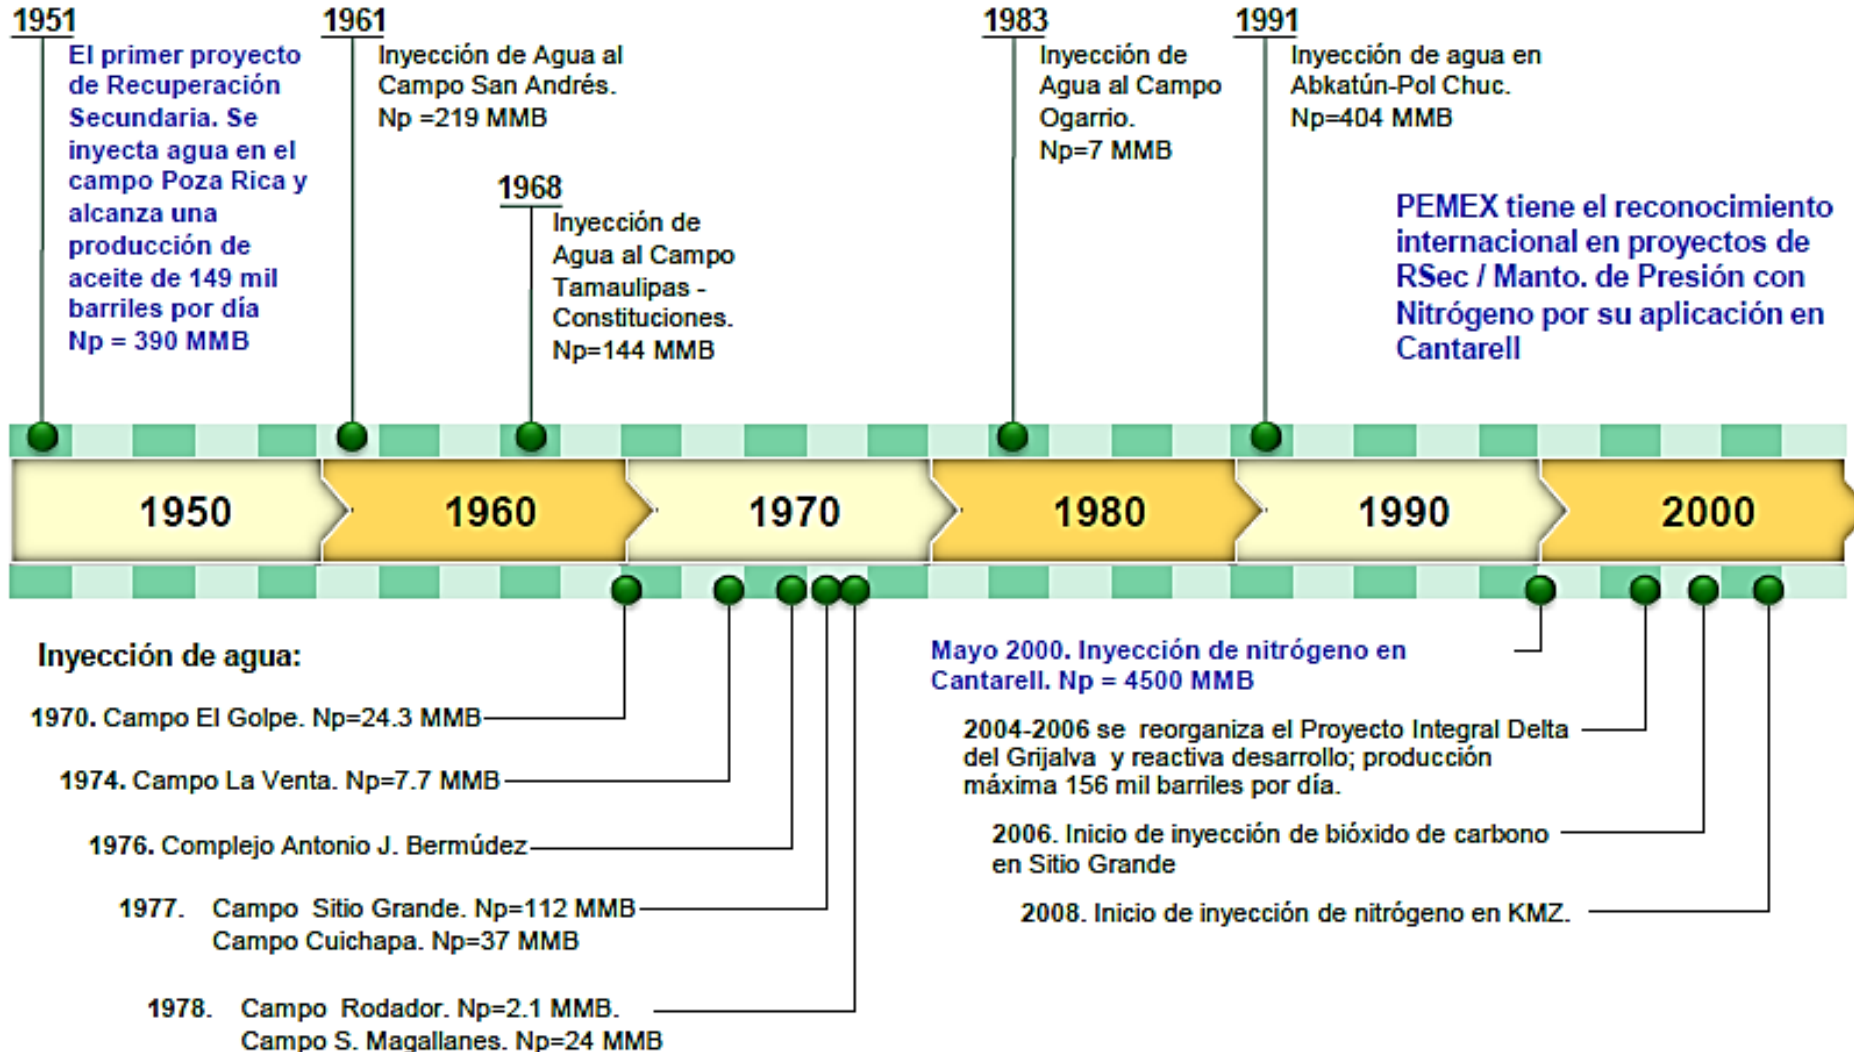 1951
El primer proyecto
de Recuperación
Secundaria. Se
inyecta agua en el
campo Poza Rica y
alcanza una
producción de
aceite de 149 mil
barriles por día
Np = 390 MMB
1961
Inyección de Agua al
Campo San Andrés.
Np =219 MMB
1968
Inyección de
Agua al Campo
Tamaulipas -
Constituciones.
Np=144 MMB
1983
Inyección de
Agua al Campo
Ogarrio.
Np=7 MMB
1991
Inyección de agua en
Abkatún-Pol Chuc.
Np=404 MMB
PEMEX tiene el reconocimiento
internacional en proyectos de
RSec / Manto. de Presión con
Nitrógeno por su aplicación en
Cantarell
1950
1960
1970
1980
1990
2000
Inyección de agua:
1970. Campo El Golpe. Np=24.3 MMB
1974. Campo La Venta. Np=7.7 MMB
1976. Complejo Antonio J. Bermúdez
1977. Campo Sitio Grande. Np=112 MMB
Campo Cuichapa. Np=37 MMB
1978. Campo Rodador. Np=2.1 MMB.
Campo S. Magallanes. Np=24 MMB
Mayo 2000. Inyección de nitrógeno en
Cantarell. Np = 4500 MMB
2004-2006 se reorganiza el Proyecto Integral Delta
del Grijalva y reactiva desarrollo; producción
máxima 156 mil barriles por día.
2006. Inicio de inyección de bióxido de carbono
en Sitio Grande
2008. Inicio de inyección de nitrógeno en KMZ.